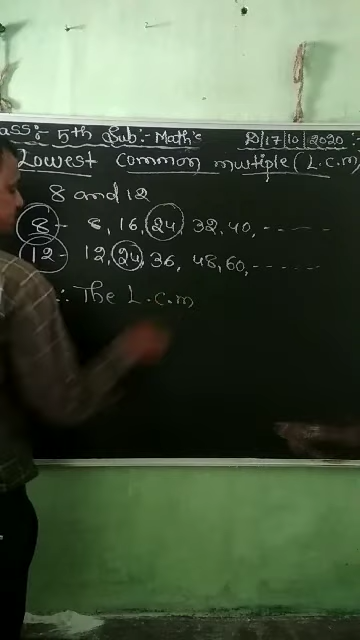 ass:- 5th Sub:- Math's D/17/10/2020:-
Lowest Common multiple (L.C.M
8 and 12
8 - 8, 16, 24, 32, 40, - - - - -
12 - 12, 24, 36, 48, 60, - - - - - -
∴ The L.C.M